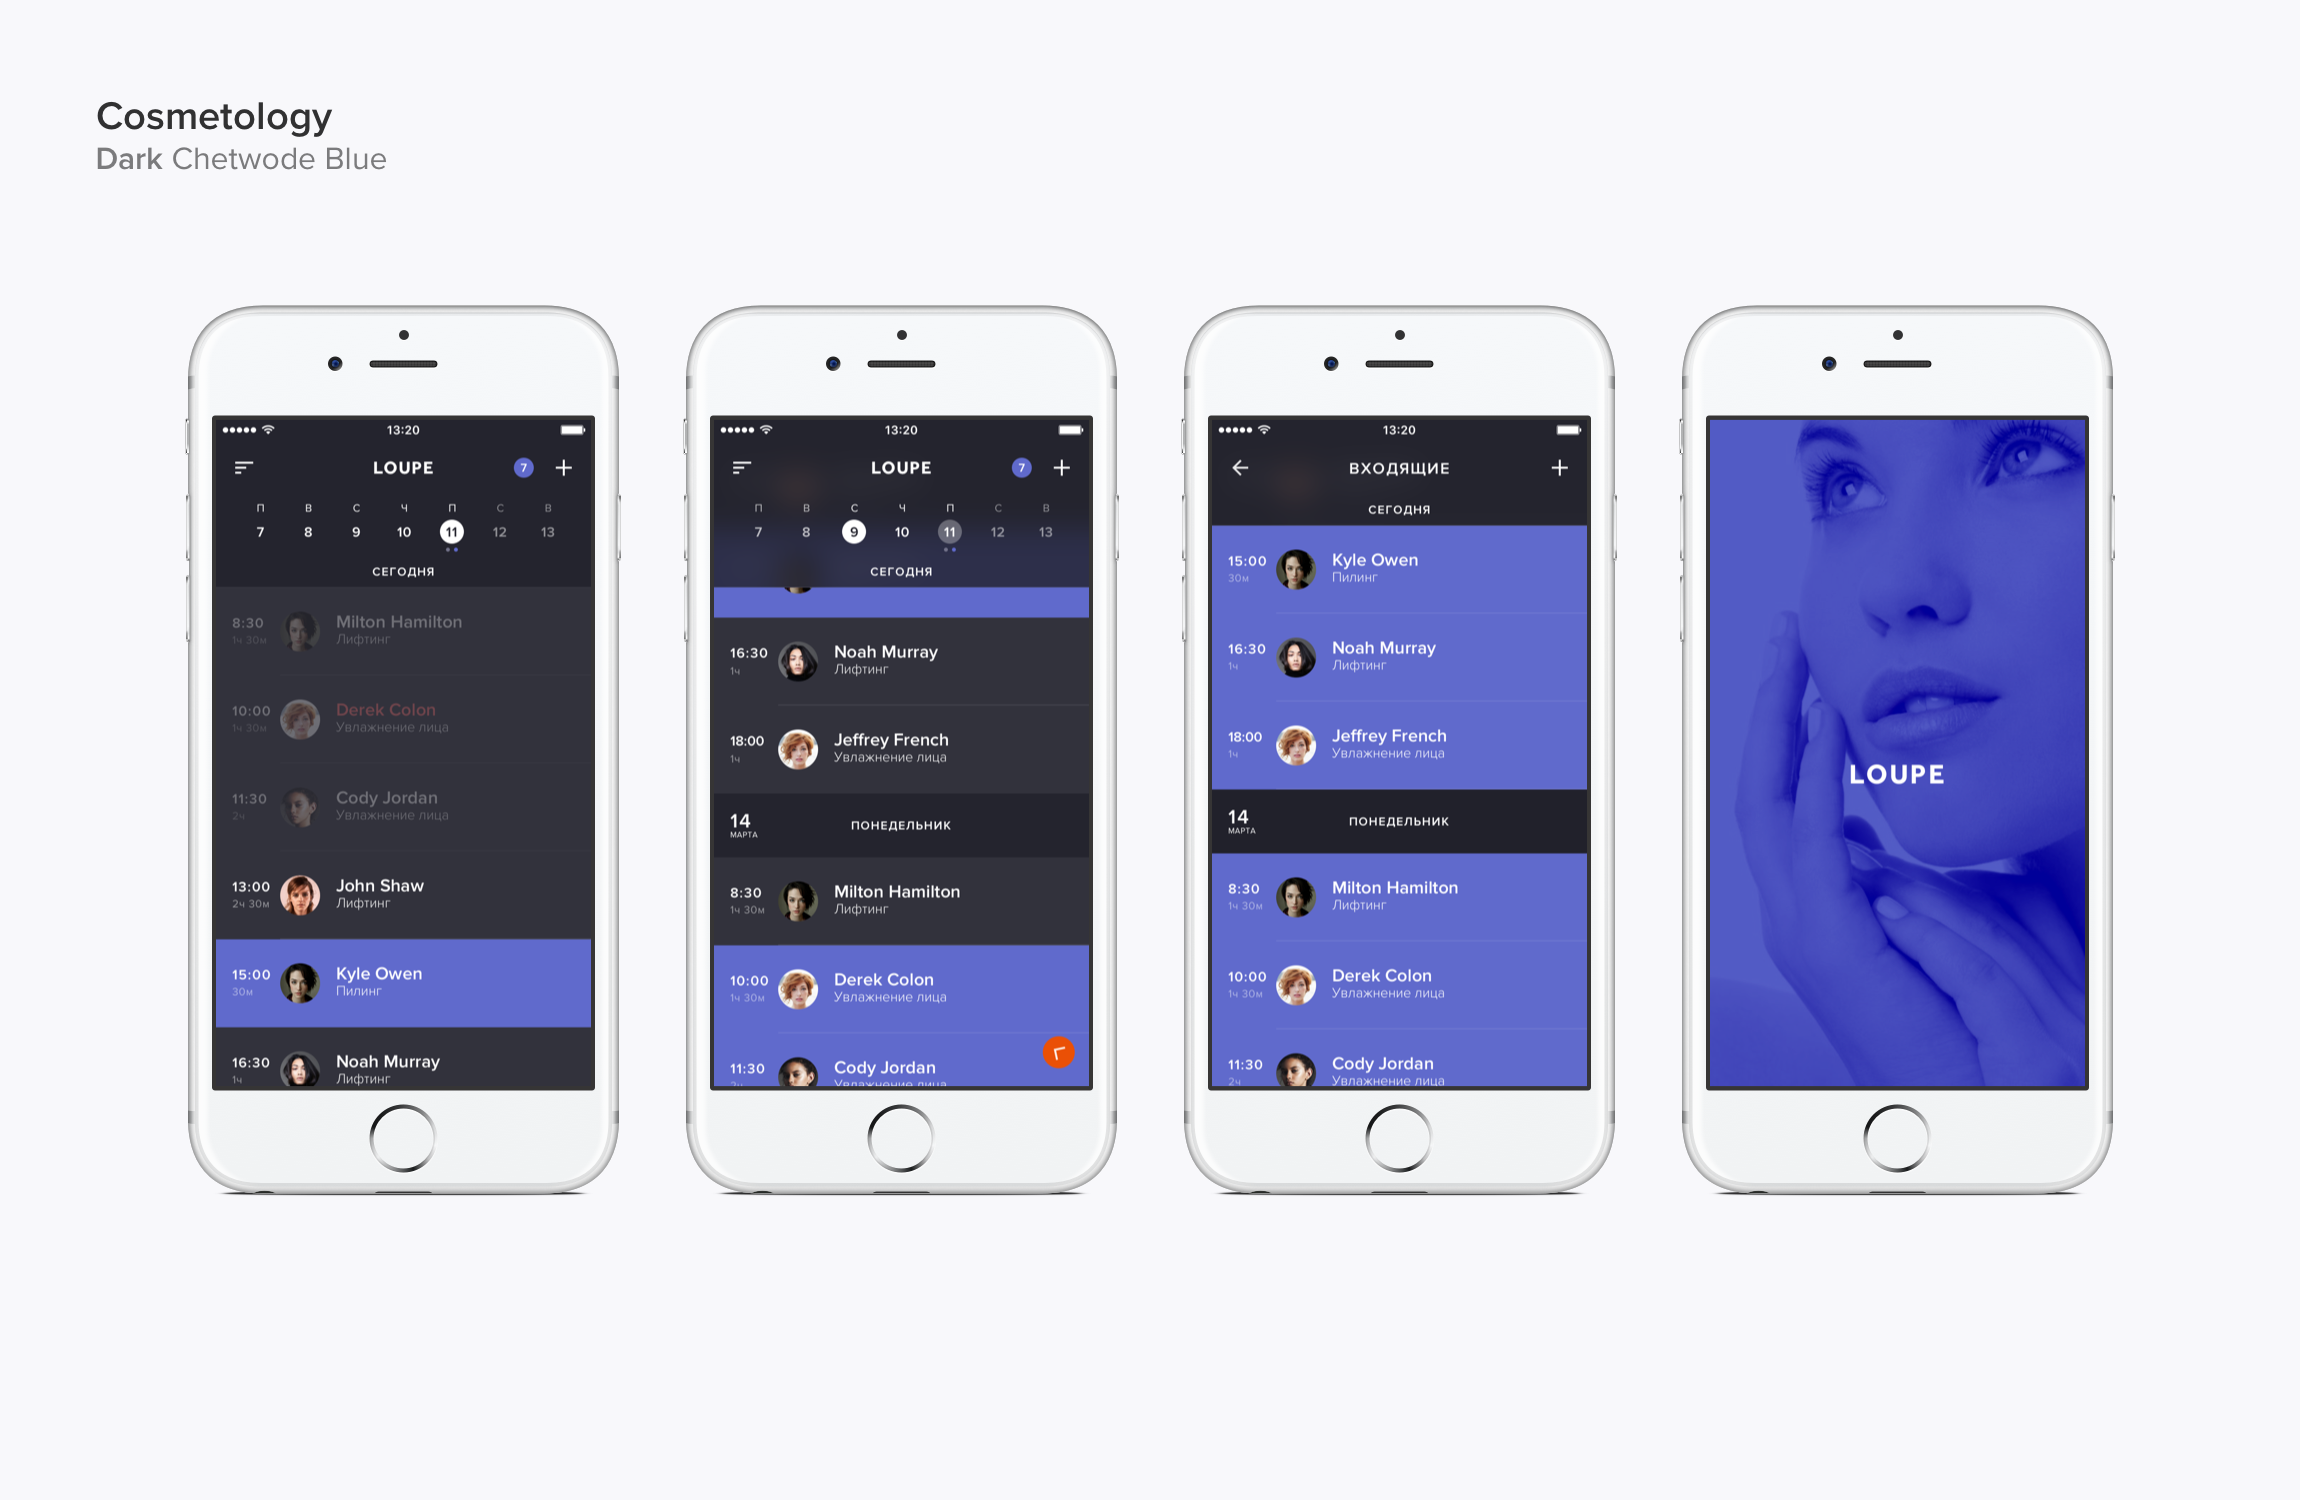 Cosmetology
Dark Chetwode Blue
13:20
LOUPE
7
П В С Ч П С В
7 8 9 10 11 12 13
СЕГОДНЯ
8:30 Milton Hamilton
1ч 30м Лифтинг
10:00 Derek Colon
1ч 30м Увлажнение лица
11:30 Cody Jordan
2ч Увлажнение лица
13:00 John Shaw
2ч 30м Лифтинг
15:00 Kyle Owen
30м Пилинг
16:30 Noah Murray
1ч Лифтинг
13:20
LOUPE
7
П В С Ч П С В
7 8 9 10 11 12 13
СЕГОДНЯ
16:30 Noah Murray
1ч Лифтинг
18:00 Jeffrey French
1ч Увлажнение лица
14 ПОНЕДЕЛЬНИК
МАРТА
8:30 Milton Hamilton
1ч 30м Лифтинг
10:00 Derek Colon
1ч 30м Увлажнение лица
11:30 Cody Jordan
2ч Увлажнение лица
13:20
ВХОДЯЩИЕ
СЕГОДНЯ
15:00 Kyle Owen
30м Пилинг
16:30 Noah Murray
1ч Лифтинг
18:00 Jeffrey French
1ч Увлажнение лица
14 ПОНЕДЕЛЬНИК
МАРТА
8:30 Milton Hamilton
1ч 30м Лифтинг
10:00 Derek Colon
1ч 30м Увлажнение лица
11:30 Cody Jordan
2ч Увлажнение лица
LOUPE